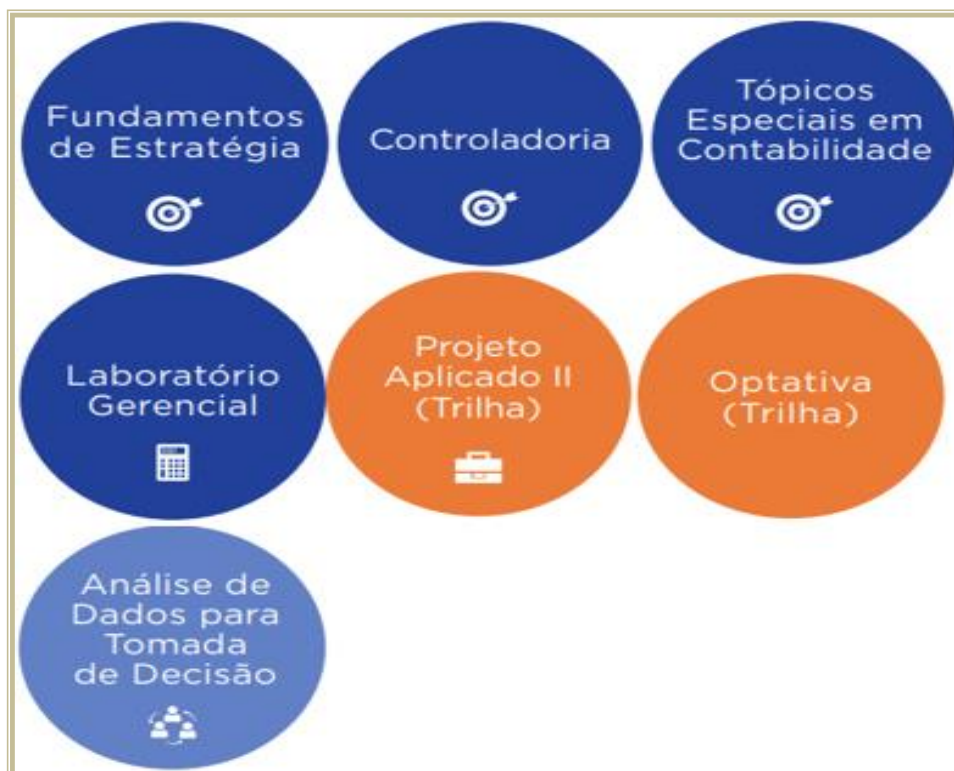 Fundamentos
de Estratégia
Controladoria
Tópicos
Especiais em
Contabilidade
Laboratório
Gerencial
Projeto
Aplicado II
(Trilha)
Optativa
(Trilha)
Análise de
Dados para
Tomada
de Decisão